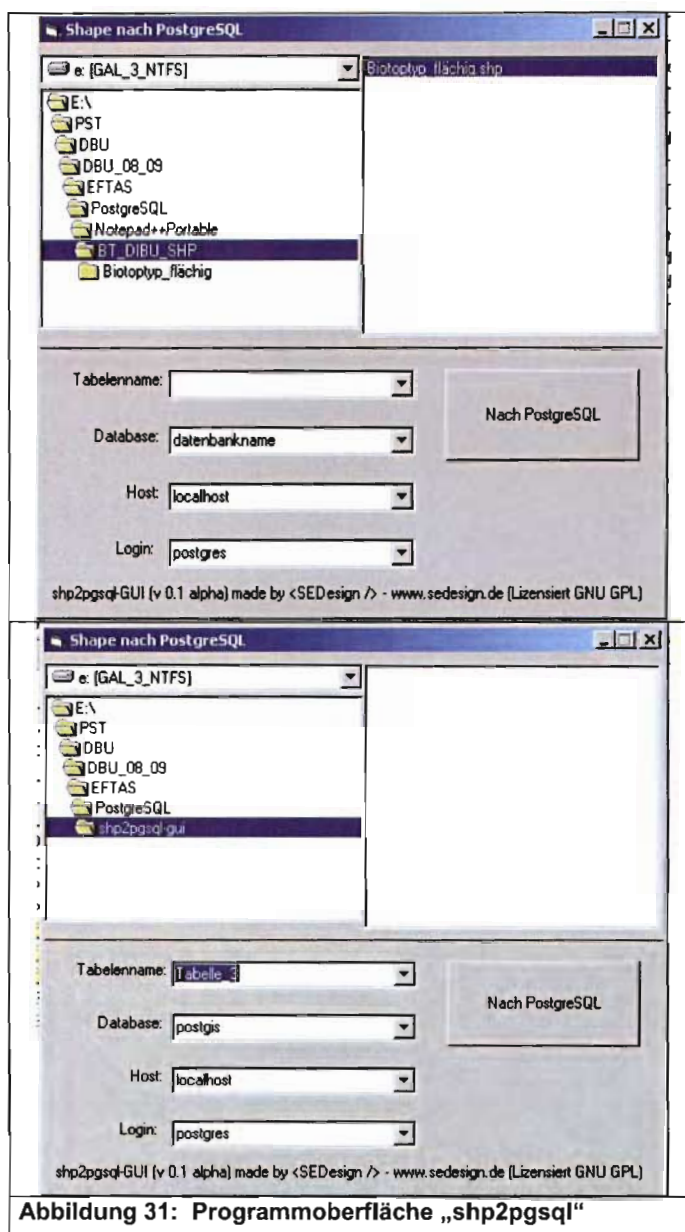 Shape nach PostgreSQL
e: [GAL_3_NTFS]
Biotoptyp_flächig.shp
E:\
PST
DBU
DBU_08_09
EFTAS
PostgreSQL
Notepad++Portable
BT_DIBU_SHP
Biotoptyp_flächig
Tabelenname:
Nach PostgreSQL
Database: datenbankname
Host: localhost
Login: postgres
shp2pgsql-GUI (v 0.1 alpha) made by <SEDesign /> - www.sedesign.de (Lizensiert GNU GPL)
Shape nach PostgreSQL
e: [GAL_3_NTFS]
E:\
PST
DBU
DBU_08_09
EFTAS
PostgreSQL
shp2pgsql-gui
Tabelenname: Tabelle_3
Nach PostgreSQL
Database: postgis
Host: localhost
Login: postgres
shp2pgsql-GUI (v 0.1 alpha) made by <SEDesign /> - www.sedesign.de (Lizensiert GNU GPL)
Abbildung 31: Programmoberfläche „shp2pgsql“